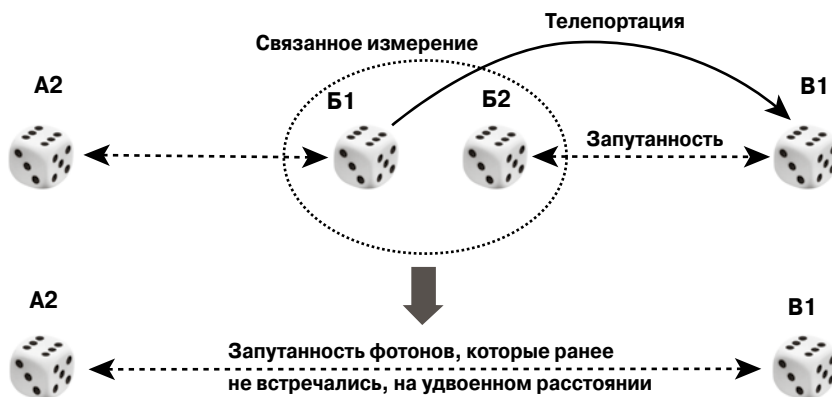 Телепортация
Связанное измерение
А2
Б1
Б2
В1
Запутанность
А2
В1
Запутанность фотонов, которые ранее
не встречались, на удвоенном расстоянии